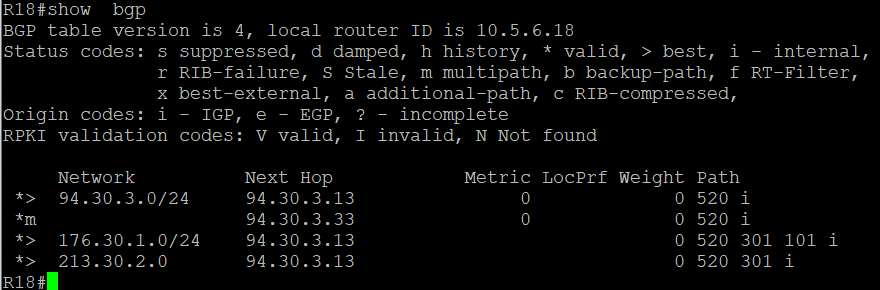 R18#show  bgp
BGP table version is 4, local router ID is 10.5.6.18
Status codes: s suppressed, d damped, h history, * valid, > best, i - internal,
              r RIB-failure, S Stale, m multipath, b backup-path, f RT-Filter,
              x best-external, a additional-path, c RIB-compressed,
Origin codes: i - IGP, e - EGP, ? - incomplete
RPKI validation codes: V valid, I invalid, N Not found

     Network          Next Hop            Metric LocPrf Weight Path
 *>  94.30.3.0/24     94.30.3.13               0             0 520 i
 *m                   94.30.3.33               0             0 520 i
 *>  176.30.1.0/24    94.30.3.13                             0 520 301 101 i
 *>  213.30.2.0       94.30.3.13                             0 520 301 i
R18#